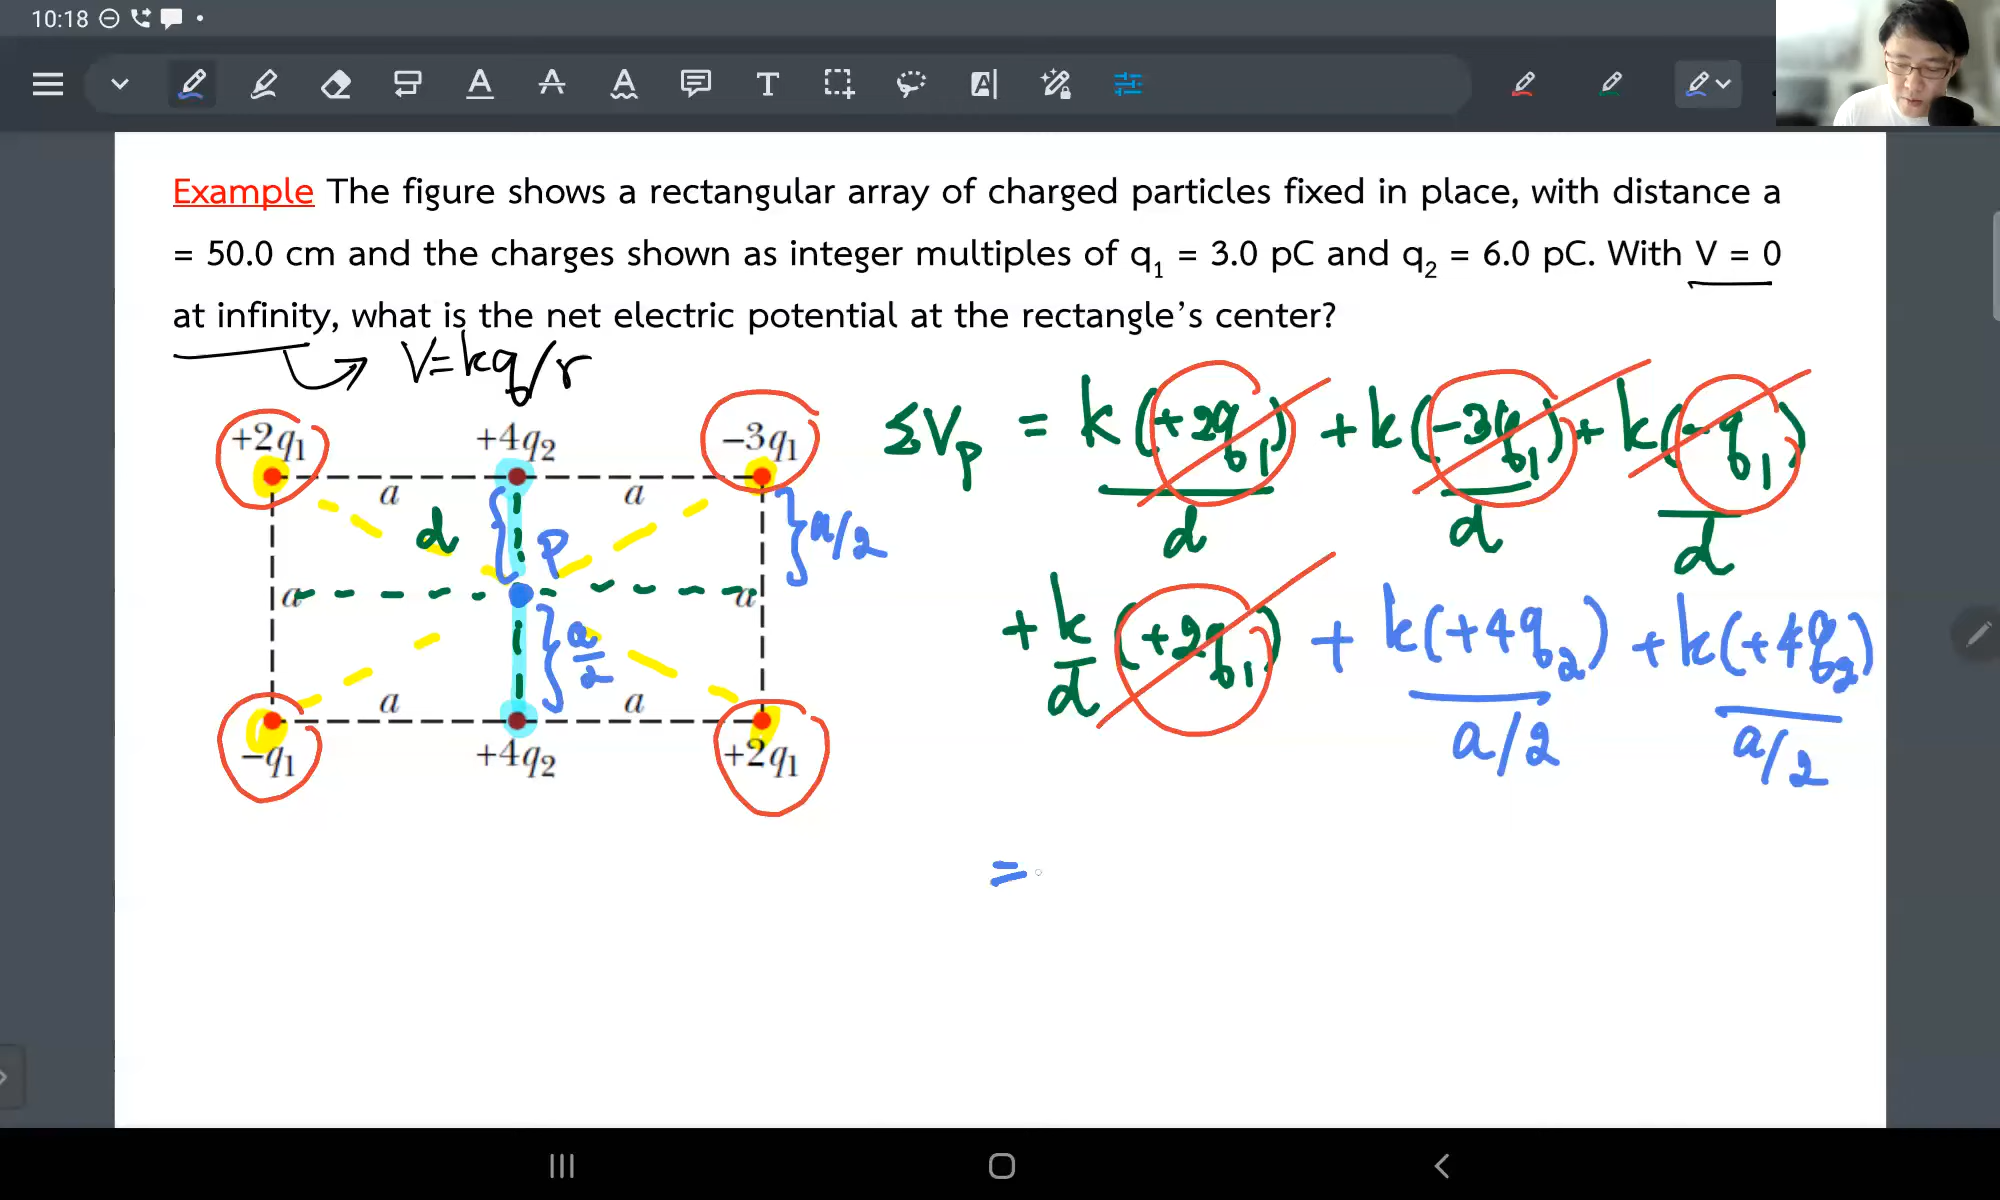 10:18
Example The figure shows a rectangular array of charged particles fixed in place, with distance a
= 50.0 cm and the charges shown as integer multiples of q₁ = 3.0 pC and q₂ = 6.0 pC. With V = 0
at infinity, what is the net electric potential at the rectangle's center?
V=kq/r
+2q₁ +4q₂ −3q₁
a a
d P a/2
a a
a/2
a a
−q₁ +4q₂ +2q₁
ΣVp = k(+2q₁)/d + k(−3q₁)/d + k(−q₁)/d
+ k/d (+2q₁) + k(+4q₂)/a/2 + k(+4q₂)/a/2
=